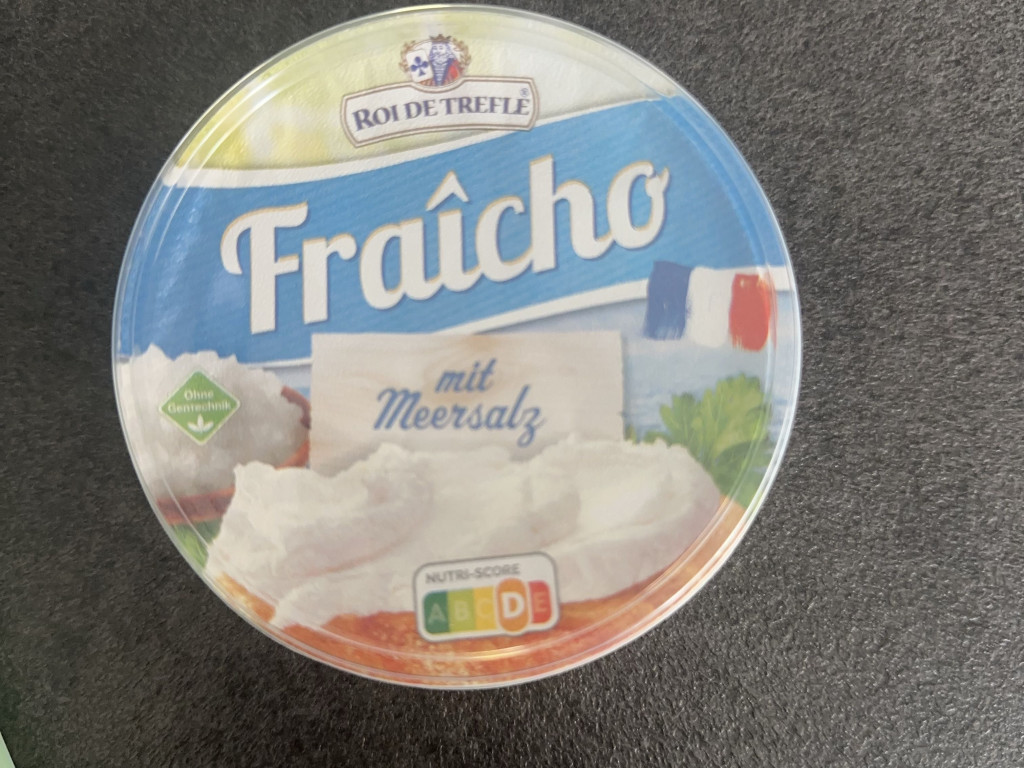 ROI DE TREFLE®
Fraîcho
mit
Meersalz
Ohne
Gentechnik
NUTRI-SCORE
A B C D E